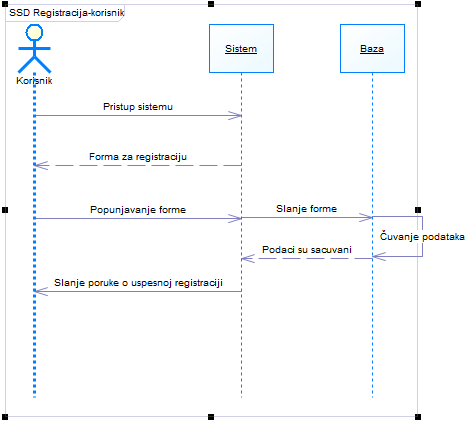 SSD Registracija-korisnik
Sistem
Baza
Korisnik
Pristup sistemu
Forma za registraciju
Popunjavanje forme
Slanje forme
Čuvanje podataka
Podaci su sacuvani
Slanje poruke o uspesnoj registraciji